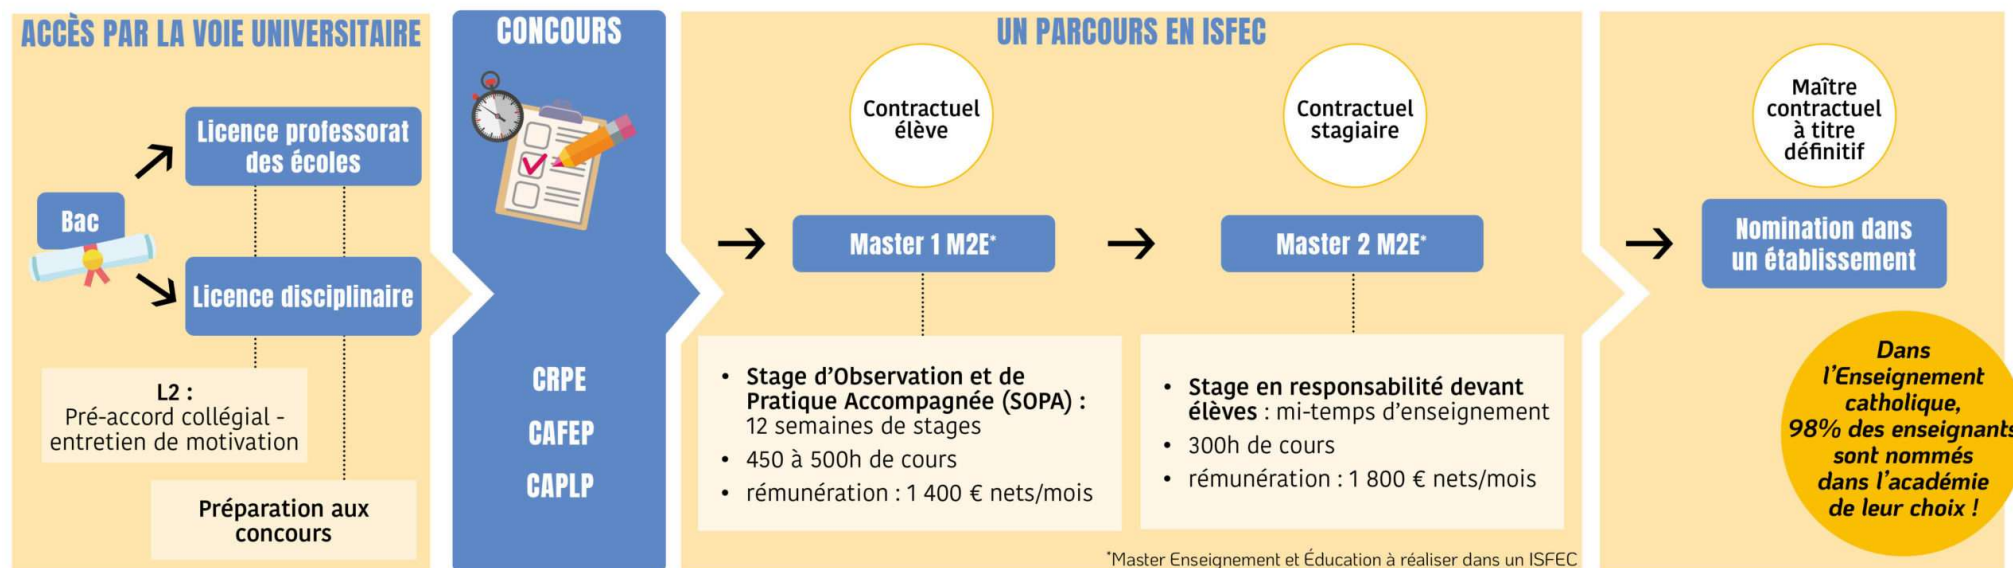 ACCÈS PAR LA VOIE UNIVERSITAIRE
Bac
Licence professorat
des écoles
Licence disciplinaire
L2 :
Pré-accord collégial -
entretien de motivation
Préparation aux
concours
CONCOURS
CRPE
CAFEP
CAPLP
UN PARCOURS EN ISFEC
Contractuel
élève
Master 1 M2E*
• Stage d'Observation et de
Pratique Accompagnée (SOPA) :
12 semaines de stages
• 450 à 500h de cours
• rémunération : 1 400 € nets/mois
Contractuel
stagiaire
Master 2 M2E*
• Stage en responsabilité devant
élèves : mi-temps d'enseignement
• 300h de cours
• rémunération : 1 800 € nets/mois
*Master Enseignement et Éducation à réaliser dans un ISFEC
Maître
contractuel
à titre
définitif
Nomination dans
un établissement
Dans
l'Enseignement
catholique,
98% des enseignants
sont nommés
dans l'académie
de leur choix !